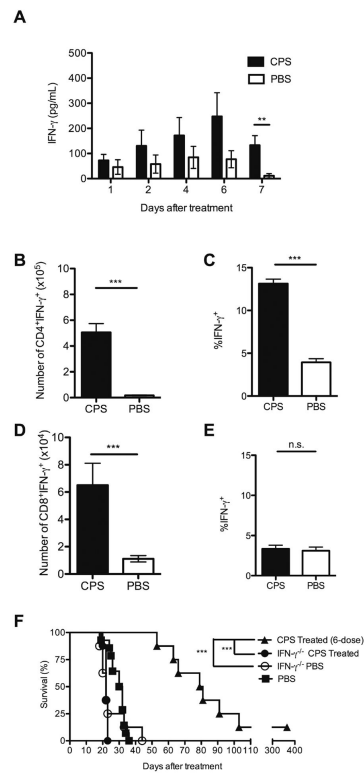 A
IFN-γ (pg/mL)
500
400
300
200
100
0
CPS
PBS
**
1 2 4 6 7
Days after treatment
B
Number of CD4⁺IFN-γ⁺ (x10⁵)
10
8
6
4
2
0
***
CPS PBS
C
%IFN-γ⁺
15
10
5
0
***
CPS PBS
D
Number of CD8⁺IFN-γ⁺ (x10⁴)
10
8
6
4
2
0
***
CPS PBS
E
%IFN-γ⁺
15
10
5
0
n.s.
CPS PBS
F
Survival (%)
100
75
50
25
0
***
***
CPS Treated (6-dose)
IFN-γ⁻/⁻ CPS Treated
IFN-γ⁻/⁻ PBS
PBS
0 10 20 30 40 50 60 70 80 90 100 110 300 400
Days after treatment